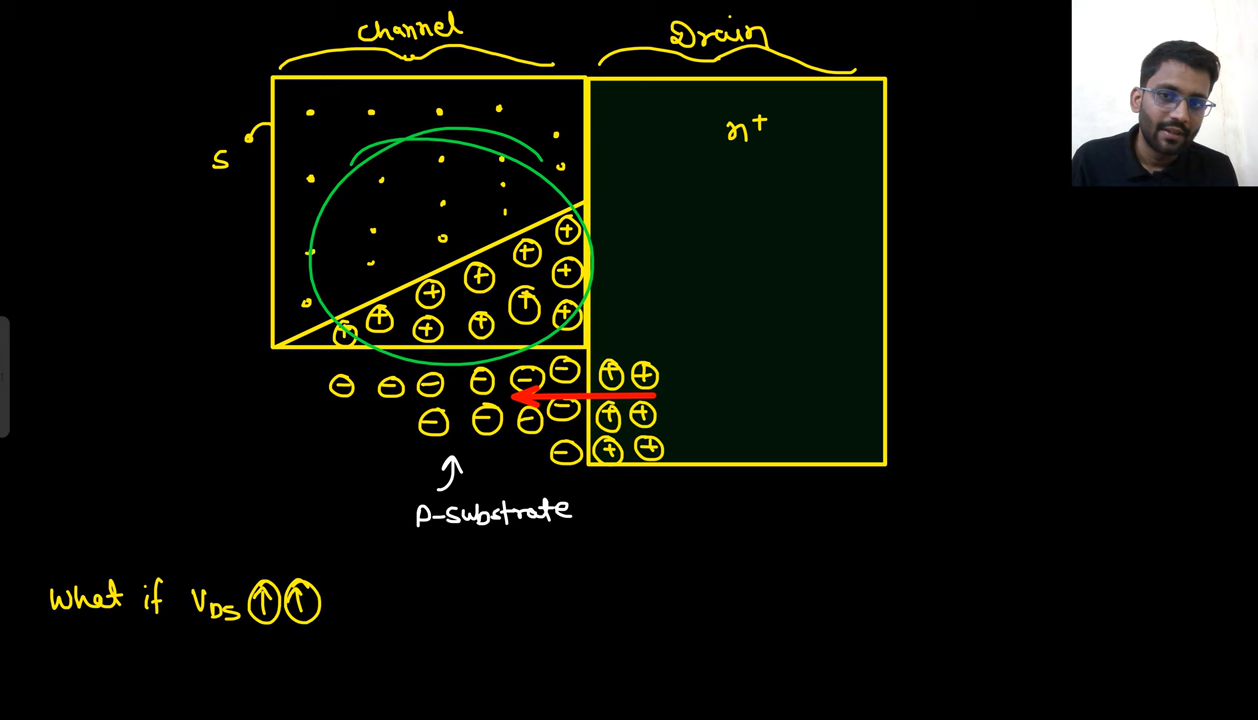 Channel
Drain
n+
S
P-substrate
What if VDS ↑ ↑